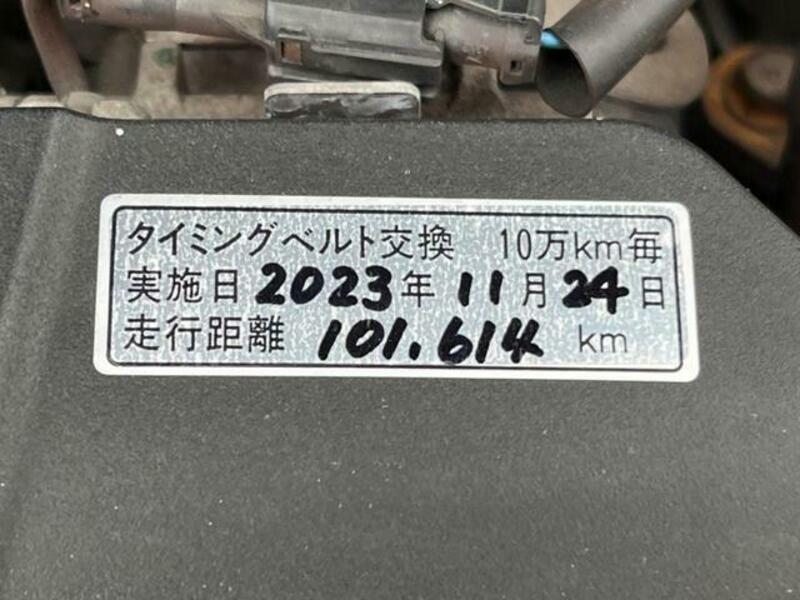 タイミングベルト交換 10万km毎
実施日 2023年 11月 24日
走行距離 101.614 km